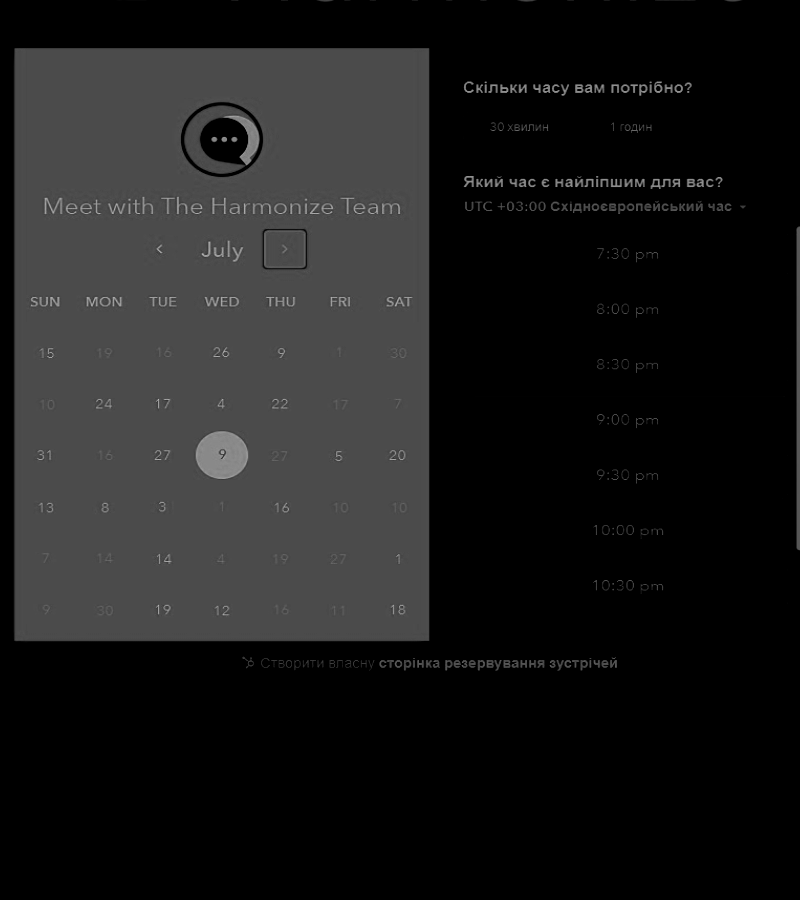 Meet with The Harmonize Team
July
SUN MON TUE WED THU FRI SAT
15 19 16 26 9 1 30
10 24 17 4 22 17 7
31 16 27 9 27 5 20
13 8 3 1 16 10 10
7 14 14 4 19 27 1
9 30 19 12 16 11 18
Скільки часу вам потрібно?
30 хвилин 1 годин
Який час є найліпшим для вас?
UTC +03:00 Східноєвропейський час
7:30 pm
8:00 pm
8:30 pm
9:00 pm
9:30 pm
10:00 pm
10:30 pm
Створити власну сторінка резервування зустрічей